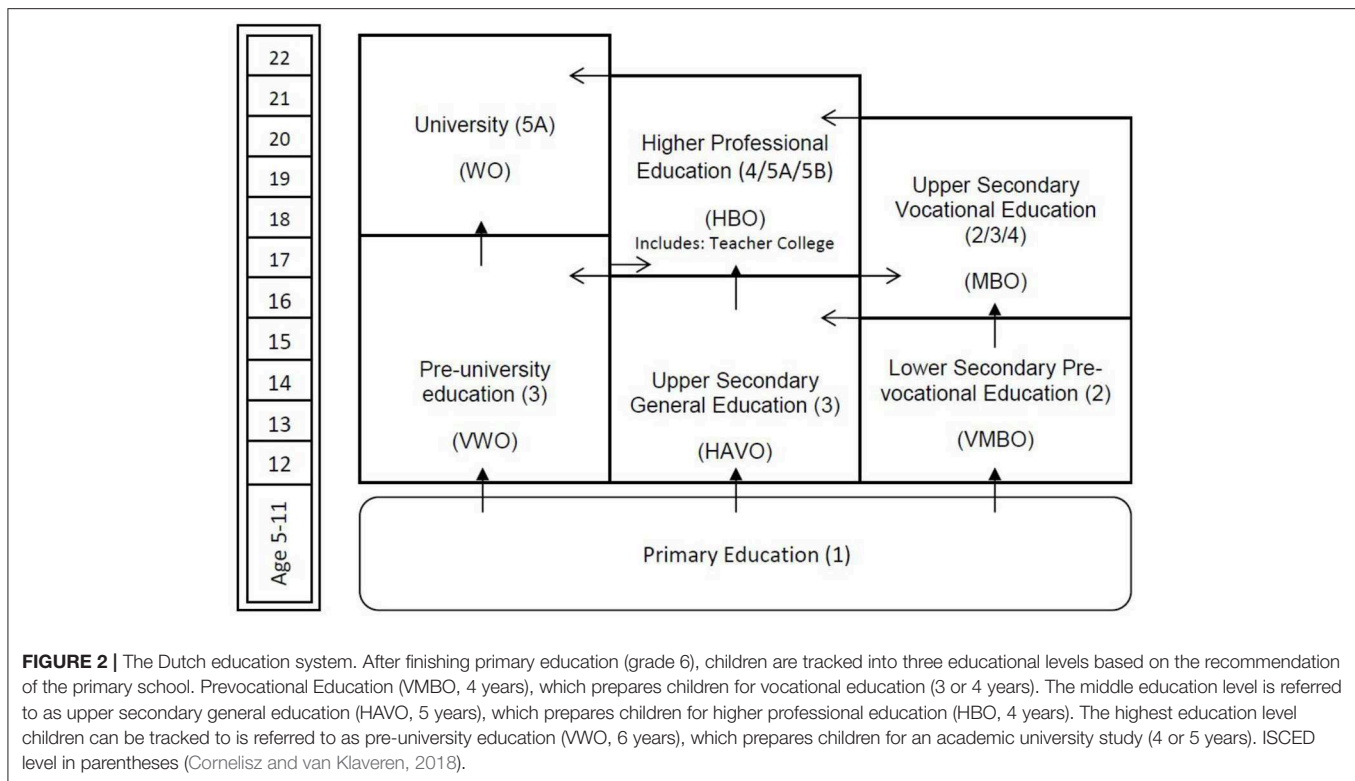 22
21
20
19
18
17
16
15
14
13
12
Age 5-11
University (5A)
(WO)
Higher Professional
Education (4/5A/5B)
(HBO)
Includes: Teacher College
Upper Secondary
Vocational Education
(2/3/4)
(MBO)
Pre-university
education (3)
(VWO)
Upper Secondary
General Education (3)
(HAVO)
Lower Secondary Pre-
vocational Education (2)
(VMBO)
Primary Education (1)
FIGURE 2 | The Dutch education system. After finishing primary education (grade 6), children are tracked into three educational levels based on the recommendation
of the primary school. Prevocational Education (VMBO, 4 years), which prepares children for vocational education (3 or 4 years). The middle education level is referred
to as upper secondary general education (HAVO, 5 years), which prepares children for higher professional education (HBO, 4 years). The highest education level
children can be tracked to is referred to as pre-university education (VWO, 6 years), which prepares children for an academic university study (4 or 5 years). ISCED
level in parentheses (Cornelisz and van Klaveren, 2018).